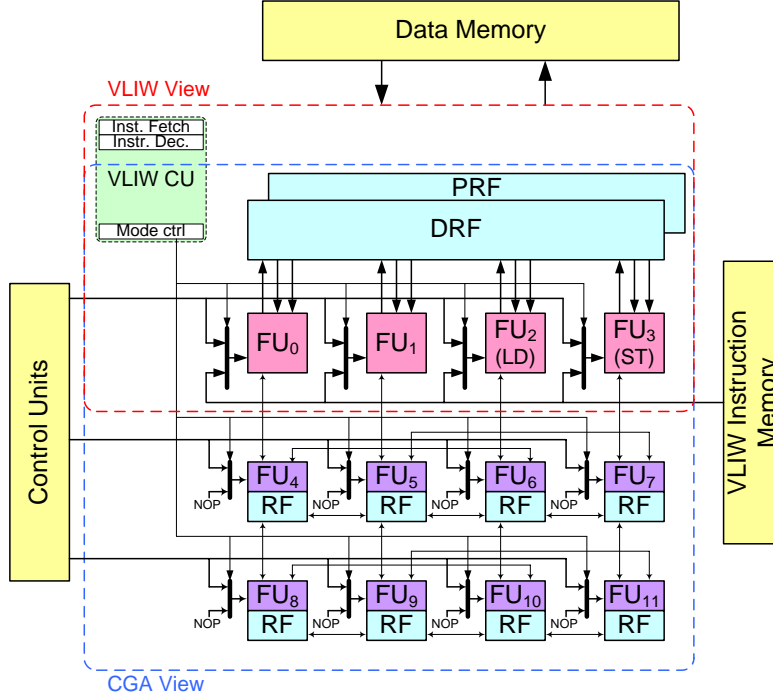 Data Memory
VLIW View
Inst. Fetch
Instr. Dec.
VLIW CU
Mode ctrl
PRF
DRF
Control Units
VLIW Instruction
Memory
FU0
FU1
FU2
(LD)
FU3
(ST)
NOP
FU4
RF
NOP
FU5
RF
NOP
FU6
RF
NOP
FU7
RF
NOP
FU8
RF
NOP
FU9
RF
NOP
FU10
RF
NOP
FU11
RF
CGA View